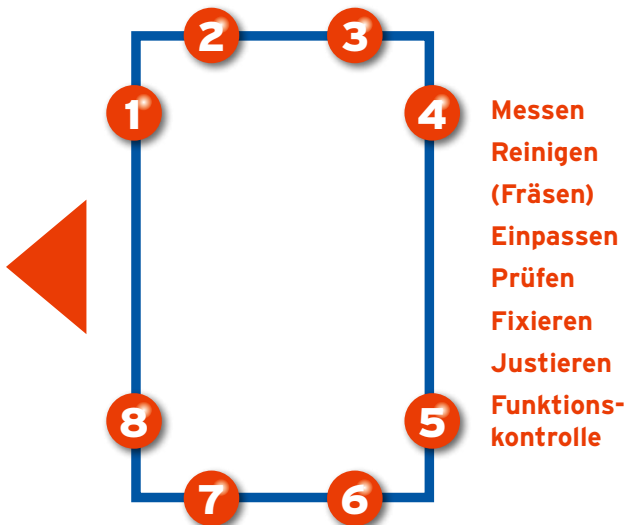 2 3
1 4
Messen
Reinigen
(Fräsen)
Einpassen
Prüfen
Fixieren
Justieren
Funktions-
kontrolle
8 5
7 6